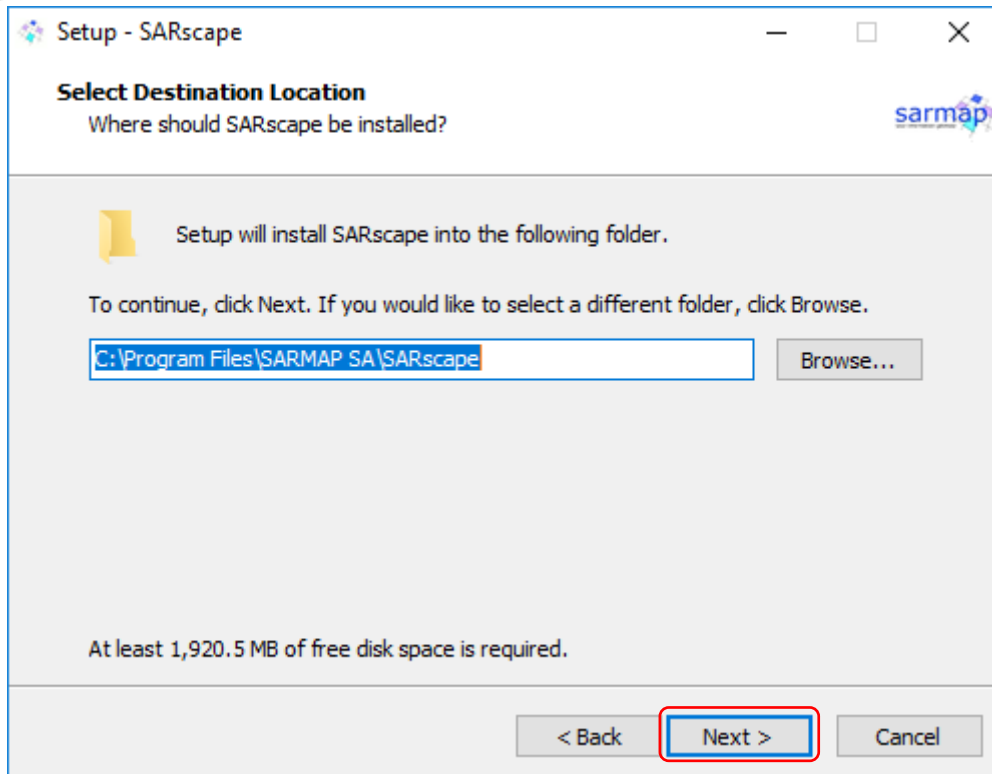 Setup - SARscape
Select Destination Location
Where should SARscape be installed?
sarmap
Setup will install SARscape into the following folder.
To continue, click Next. If you would like to select a different folder, click Browse.
C:\Program Files\SARMAP SA\SARscape
Browse...
At least 1,920.5 MB of free disk space is required.
< Back
Next >
Cancel